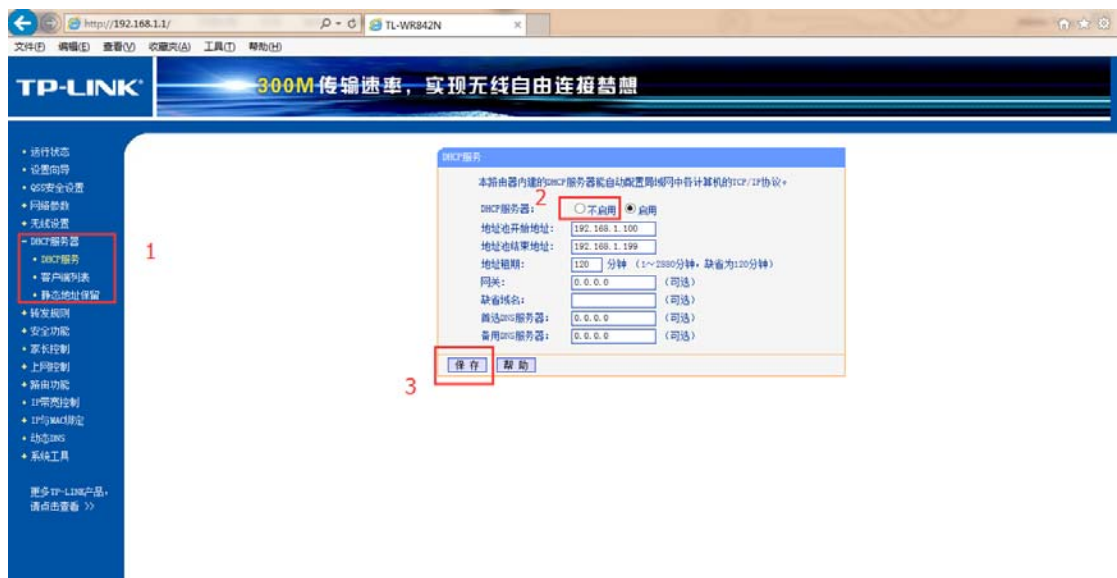 http://192.168.1.1/
TL-WR842N
文件(F) 编辑(E) 查看(V) 收藏夹(A) 工具(T) 帮助(H)
TP-LINK
300M传输速率，实现无线自由连接梦想
1
运行状态
设置向导
QSS安全设置
网络参数
无线设置
DHCP服务器
DHCP服务
客户端列表
静态地址保留
转发规则
安全功能
家长控制
上网控制
路由功能
IP带宽控制
IP与MAC绑定
动态DNS
系统工具
更多TP-LINK产品，
请点击查看 >>
DHCP服务
本路由器内建的DHCP服务器能自动配置局域网中各计算机的TCP/IP协议。
2
DHCP服务器： 不启用 启用
地址池开始地址： 192.168.1.100
地址池结束地址： 192.168.1.199
地址租期： 120 分钟 （1～2880分钟，缺省为120分钟）
网关： 0.0.0.0 （可选）
缺省域名： （可选）
首选DNS服务器： 0.0.0.0 （可选）
备用DNS服务器： 0.0.0.0 （可选）
保 存 帮 助
3